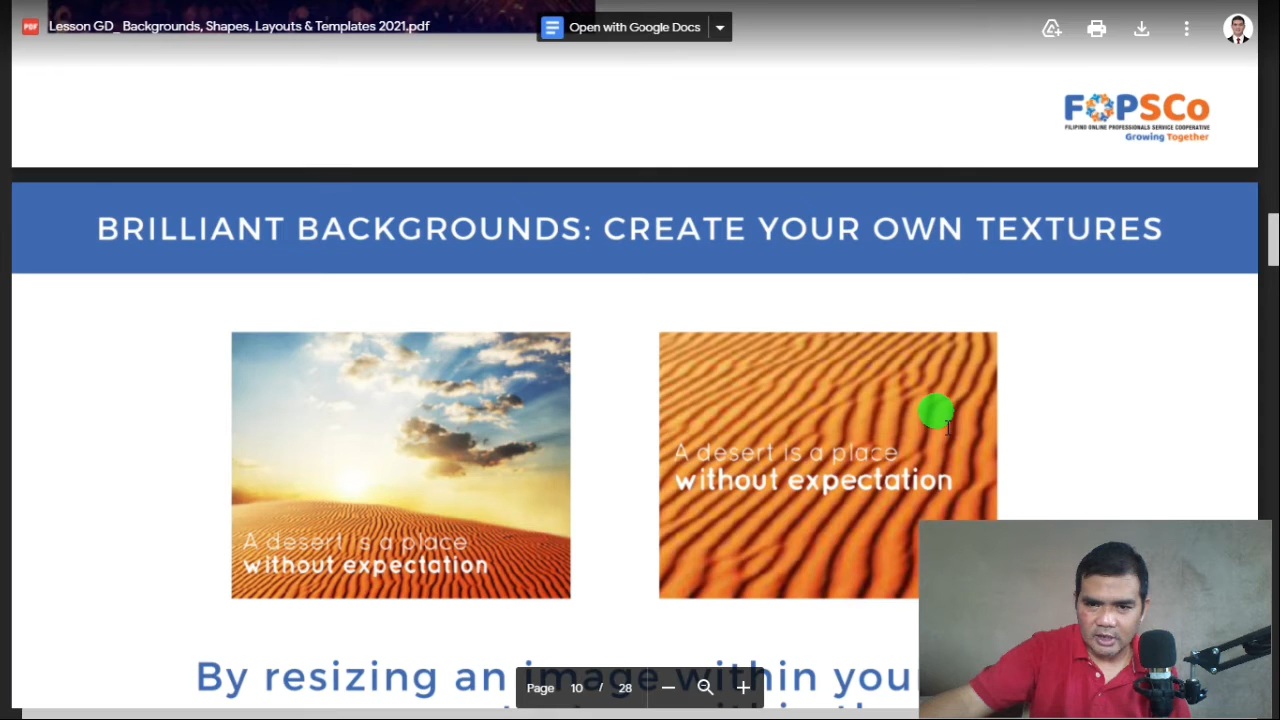 PDF
Lesson GD_ Backgrounds, Shapes, Layouts & Templates 2021.pdf
Open with Google Docs
FOPSCo
FILIPINO ONLINE PROFESSIONALS SERVICE COOPERATIVE
Growing Together
BRILLIANT BACKGROUNDS: CREATE YOUR OWN TEXTURES
A desert is a place
without expectation
A desert is a place
without expectation
By resizing an image within you
Page 10 / 28